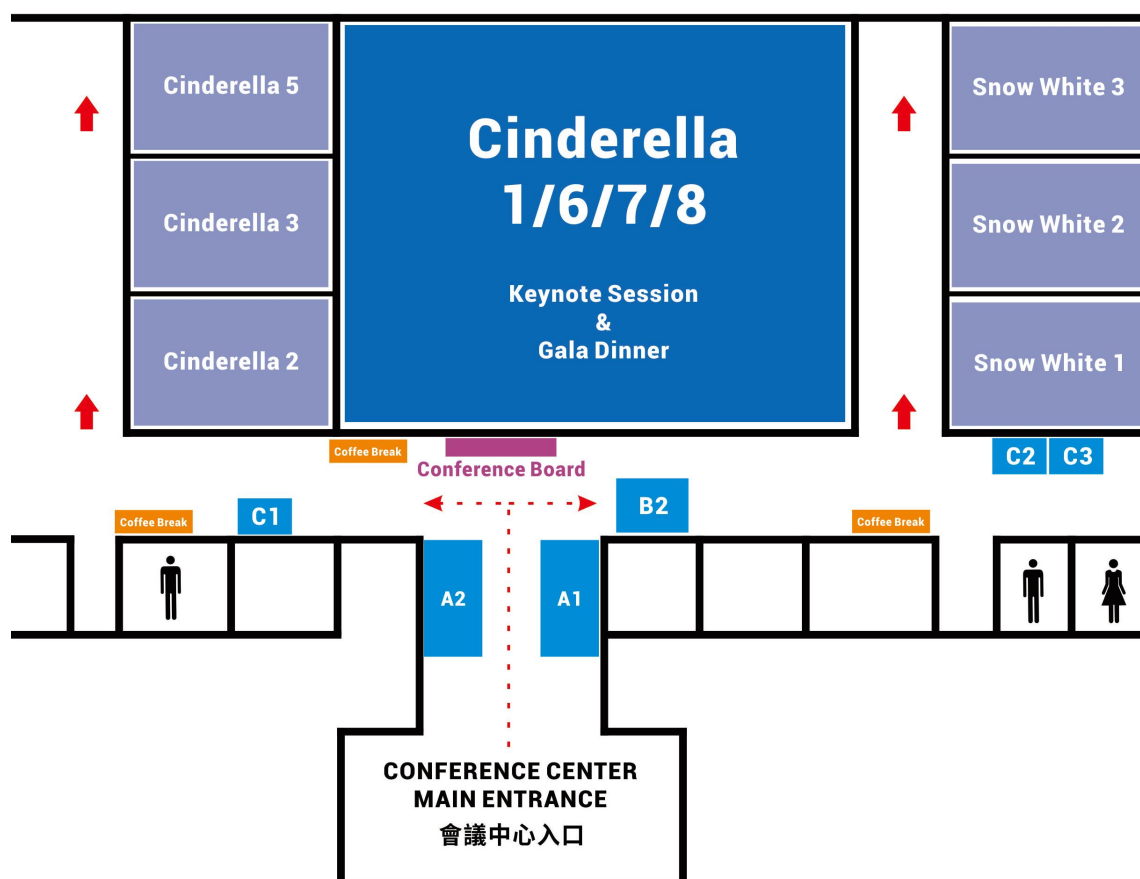 Cinderella 5
Cinderella
1/6/7/8
Snow White 3
Cinderella 3
Snow White 2
Keynote Session
&
Gala Dinner
Cinderella 2
Snow White 1
Coffee Break
Conference Board
C2
C3
Coffee Break
C1
B2
Coffee Break
A2
A1
CONFERENCE CENTER
MAIN ENTRANCE
會議中心入口